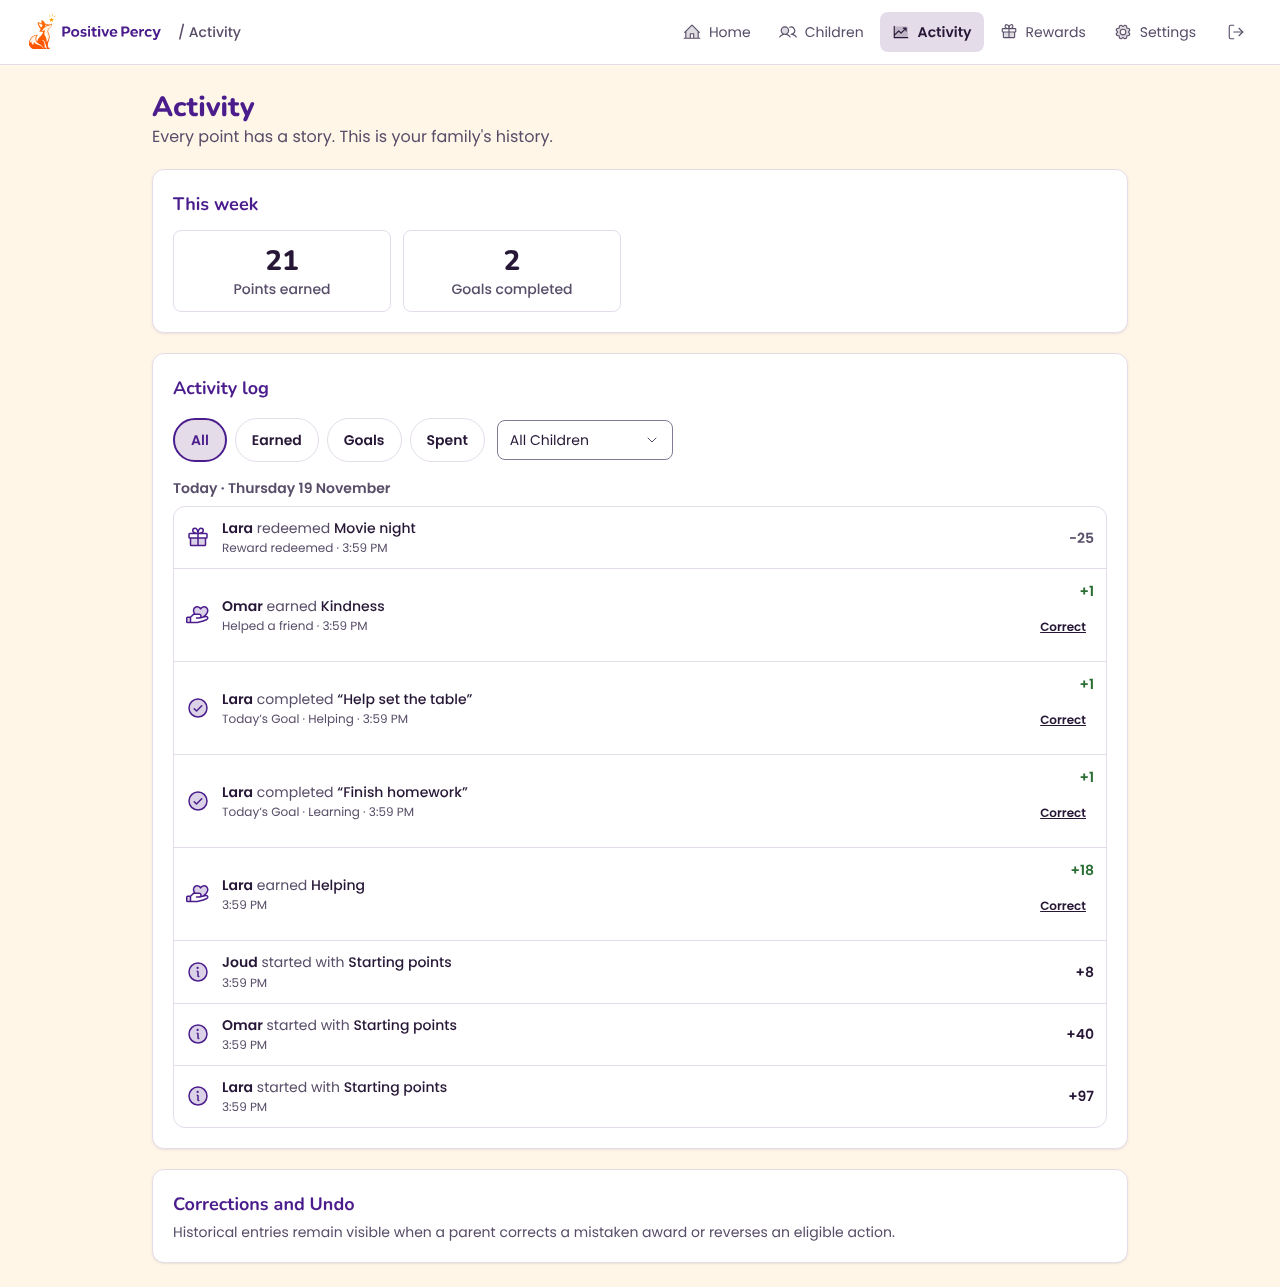 Positive Percy / Activity
Home
Children
Activity
Rewards
Settings
Activity
Every point has a story. This is your family's history.
This week
21
Points earned
2
Goals completed
Activity log
All
Earned
Goals
Spent
All Children
Today · Thursday 19 November
Lara redeemed Movie night
Reward redeemed · 3:59 PM
-25
Omar earned Kindness
Helped a friend · 3:59 PM
+1
Correct
Lara completed “Help set the table”
Today’s Goal · Helping · 3:59 PM
+1
Correct
Lara completed “Finish homework”
Today’s Goal · Learning · 3:59 PM
+1
Correct
Lara earned Helping
3:59 PM
+18
Correct
Joud started with Starting points
3:59 PM
+8
Omar started with Starting points
3:59 PM
+40
Lara started with Starting points
3:59 PM
+97
Corrections and Undo
Historical entries remain visible when a parent corrects a mistaken award or reverses an eligible action.